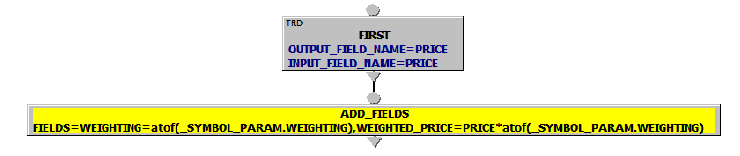 TRD
FIRST
OUTPUT_FIELD_NAME=PRICE
INPUT_FIELD_NAME=PRICE
ADD_FIELDS
FIELDS=WEIGHTING=atof(_SYMBOL_PARAM.WEIGHTING),WEIGHTED_PRICE=PRICE*atof(_SYMBOL_PARAM.WEIGHTING)